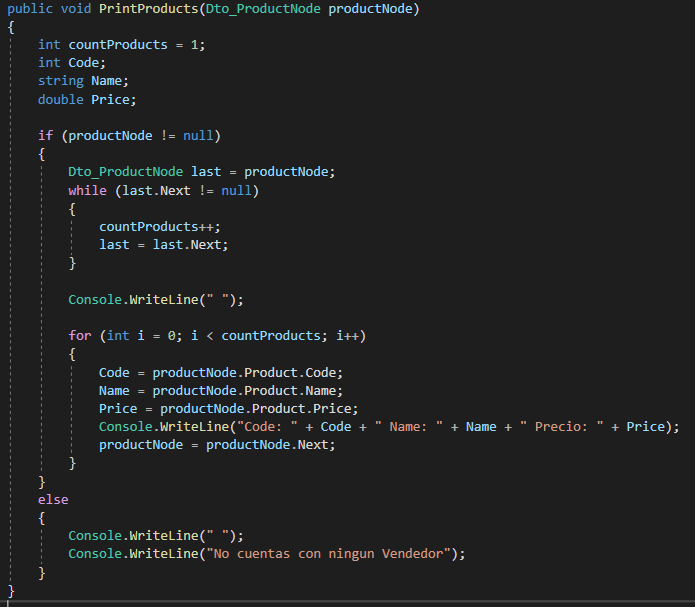 public void PrintProducts(Dto_ProductNode productNode)
{
    int countProducts = 1;
    int Code;
    string Name;
    double Price;

    if (productNode != null)
    {
        Dto_ProductNode last = productNode;
        while (last.Next != null)
        {
            countProducts++;
            last = last.Next;
        }

        Console.WriteLine(" ");

        for (int i = 0; i < countProducts; i++)
        {
            Code = productNode.Product.Code;
            Name = productNode.Product.Name;
            Price = productNode.Product.Price;
            Console.WriteLine("Code: " + Code + " Name: " + Name + " Precio: " + Price);
            productNode = productNode.Next;
        }
    }
    else
    {
        Console.WriteLine(" ");
        Console.WriteLine("No cuentas con ningun Vendedor");
    }
}